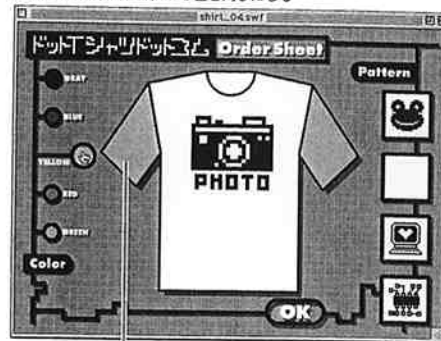 shirt_04.swf
ドットTシャツドットコム Order Sheet
Pattern
GRAY
BLUE
YELLOW
RED
GREEN
Color
PHOTO
OK